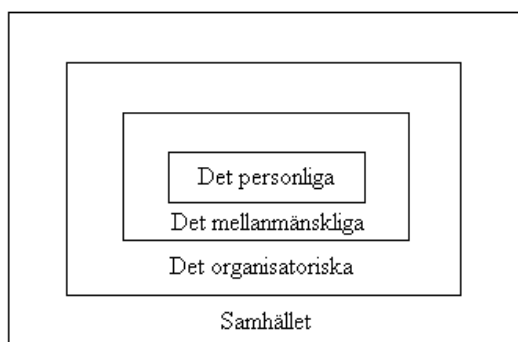 Det personliga
Det mellanmänskliga
Det organisatoriska
Samhället